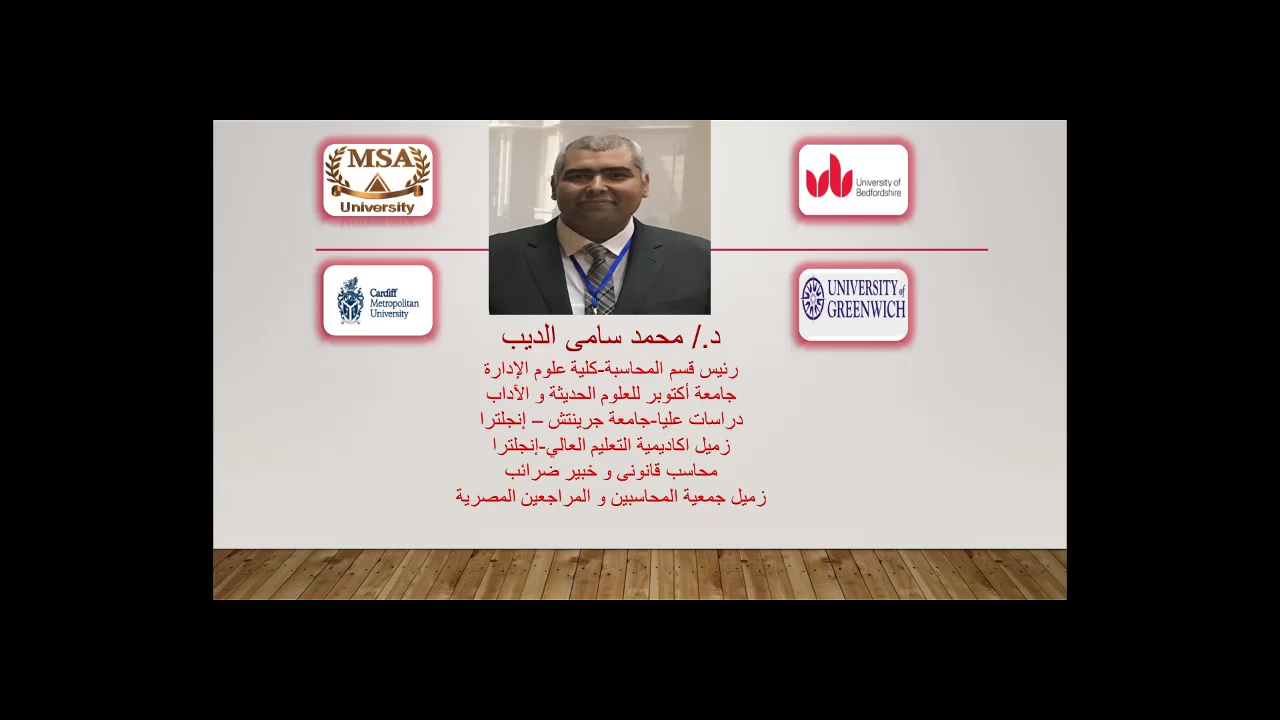 MSA
University
University of
Bedfordshire
Cardiff
Metropolitan
University
UNIVERSITY of
GREENWICH
د./ محمد سامى الديب
رئيس قسم المحاسبة-كلية علوم الإدارة
جامعة أكتوبر للعلوم الحديثة و الآداب
دراسات عليا-جامعة جرينتش – إنجلترا
زميل اكاديمية التعليم العالي-إنجلترا
محاسب قانونى و خبير ضرائب
زميل جمعية المحاسبين و المراجعين المصرية